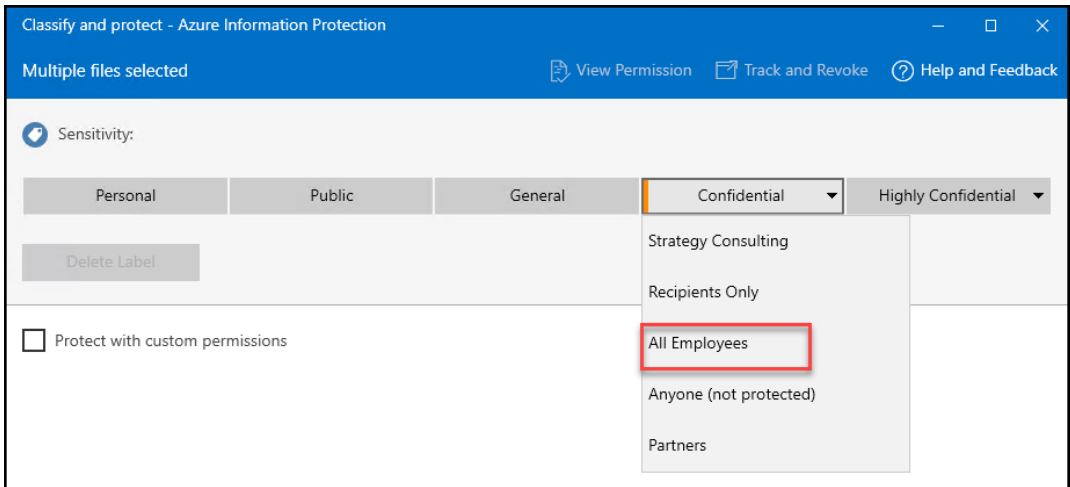 Classify and protect - Azure Information Protection
Multiple files selected
View Permission
Track and Revoke
Help and Feedback
Sensitivity:
Personal
Public
General
Confidential
Highly Confidential
Strategy Consulting
Delete Label
Recipients Only
Protect with custom permissions
All Employees
Anyone (not protected)
Partners